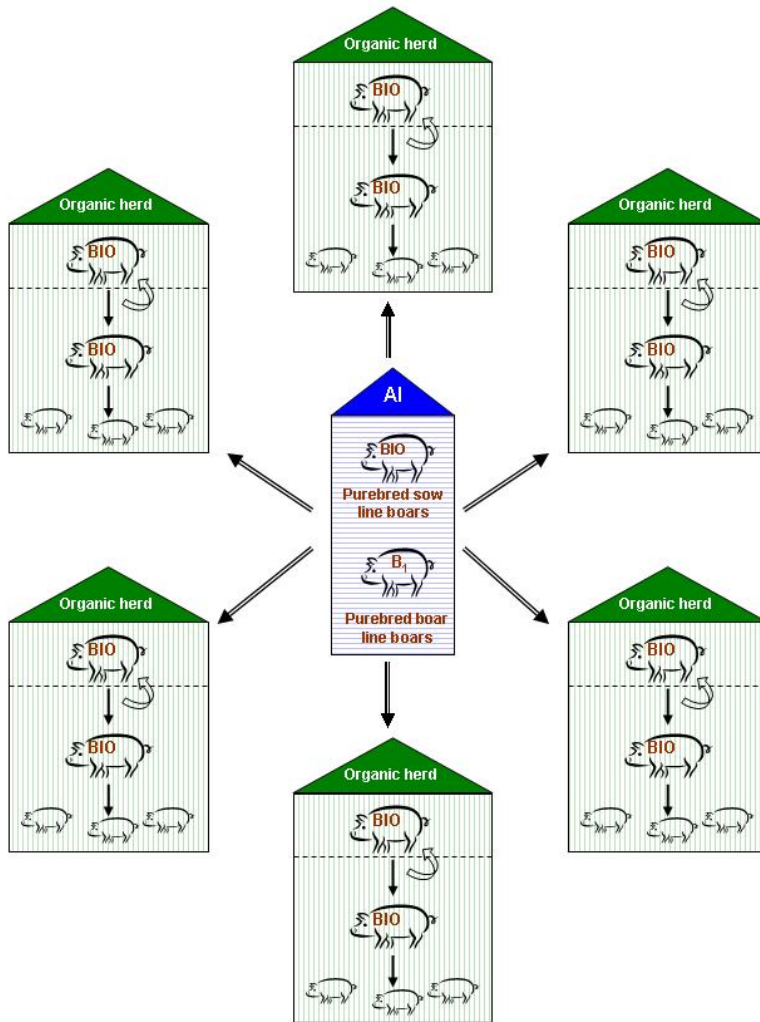 Organic herd
BIO
BIO
Organic herd
BIO
BIO
Organic herd
BIO
BIO
AI
BIO
Purebred sow
line boars
B₁
Purebred boar
line boars
Organic herd
BIO
BIO
Organic herd
BIO
BIO
Organic herd
BIO
BIO